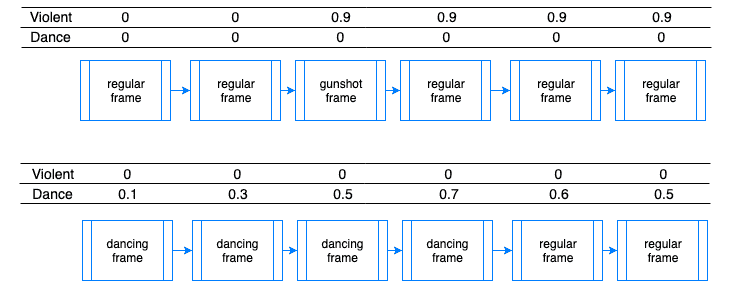 Violent 0 0 0.9 0.9 0.9 0.9
Dance 0 0 0 0 0 0
regular frame regular frame gunshot frame regular frame regular frame regular frame
Violent 0 0 0 0 0 0
Dance 0.1 0.3 0.5 0.7 0.6 0.5
dancing frame dancing frame dancing frame dancing frame regular frame regular frame